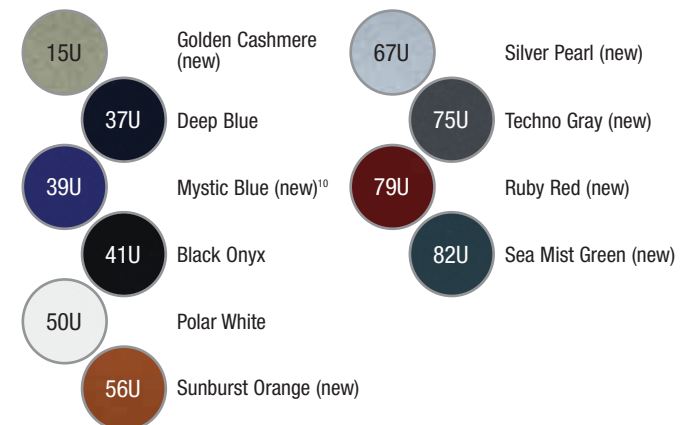 15U
Golden Cashmere
(new)
37U
Deep Blue
39U
Mystic Blue (new)¹⁰
41U
Black Onyx
50U
Polar White
56U
Sunburst Orange (new)
67U
Silver Pearl (new)
75U
Techno Gray (new)
79U
Ruby Red (new)
82U
Sea Mist Green (new)